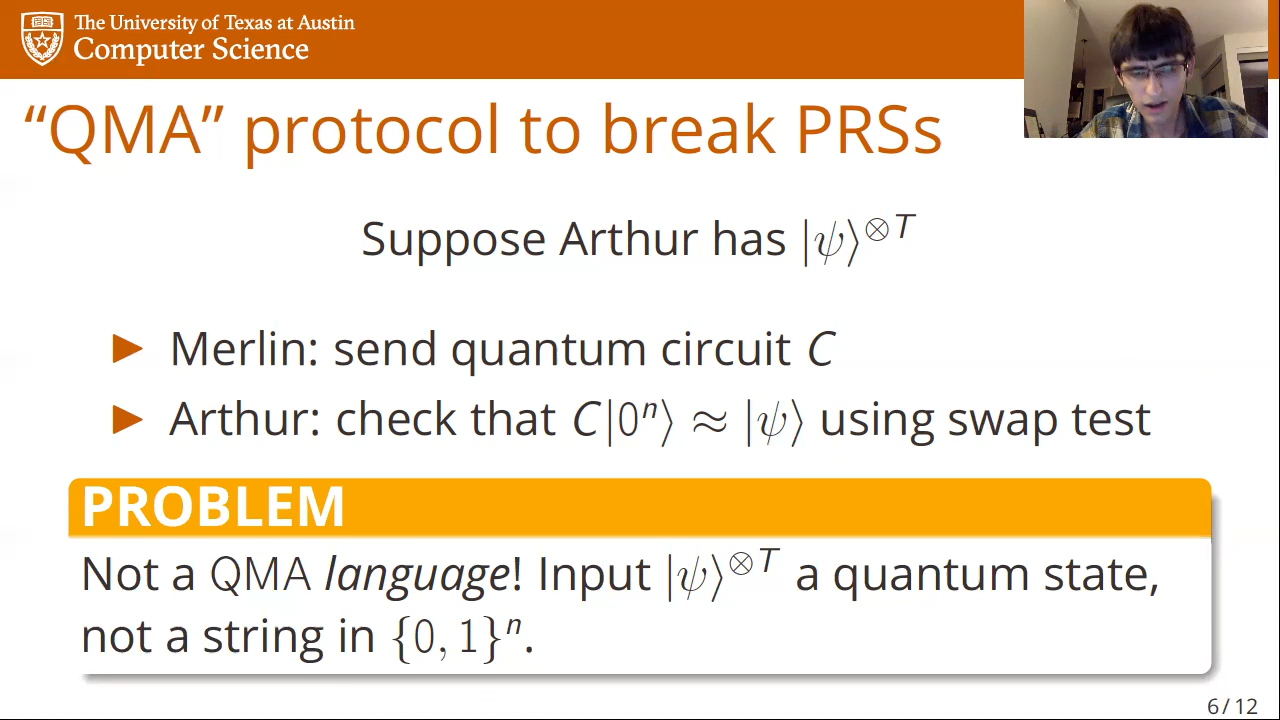 The University of Texas at Austin
Computer Science
“QMA” protocol to break PRSs
Suppose Arthur has |ψ⟩⊗T
▶ Merlin: send quantum circuit C
▶ Arthur: check that C|0ⁿ⟩ ≈ |ψ⟩ using swap test
PROBLEM
Not a QMA language! Input |ψ⟩⊗T a quantum state,
not a string in {0, 1}ⁿ.
6 / 12